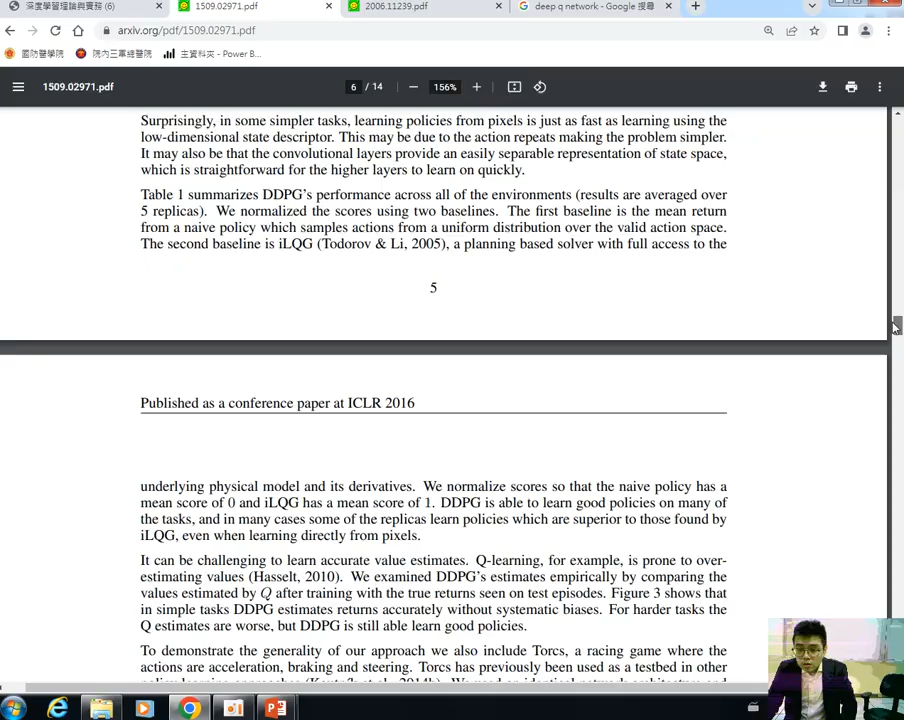 深度學習理論與實務 (6)
1509.02971.pdf
2006.11239.pdf
deep q network - Google 搜尋
arxiv.org/pdf/1509.02971.pdf
國防醫學院
院內三軍總醫院
主資料夾 - Power B...
1509.02971.pdf
6 / 14
156%
Surprisingly, in some simpler tasks, learning policies from pixels is just as fast as learning using the
low-dimensional state descriptor. This may be due to the action repeats making the problem simpler.
It may also be that the convolutional layers provide an easily separable representation of state space,
which is straightforward for the higher layers to learn on quickly.
Table 1 summarizes DDPG's performance across all of the environments (results are averaged over
5 replicas). We normalized the scores using two baselines. The first baseline is the mean return
from a naive policy which samples actions from a uniform distribution over the valid action space.
The second baseline is iLQG (Todorov & Li, 2005), a planning based solver with full access to the
5
Published as a conference paper at ICLR 2016
underlying physical model and its derivatives. We normalize scores so that the naive policy has a
mean score of 0 and iLQG has a mean score of 1. DDPG is able to learn good policies on many of
the tasks, and in many cases some of the replicas learn policies which are superior to those found by
iLQG, even when learning directly from pixels.
It can be challenging to learn accurate value estimates. Q-learning, for example, is prone to over-
estimating values (Hasselt, 2010). We examined DDPG's estimates empirically by comparing the
values estimated by Q after training with the true returns seen on test episodes. Figure 3 shows that
in simple tasks DDPG estimates returns accurately without systematic biases. For harder tasks the
Q estimates are worse, but DDPG is still able learn good policies.
To demonstrate the generality of our approach we also include Torcs, a racing game where the
actions are acceleration, braking and steering. Torcs has previously been used as a testbed in other